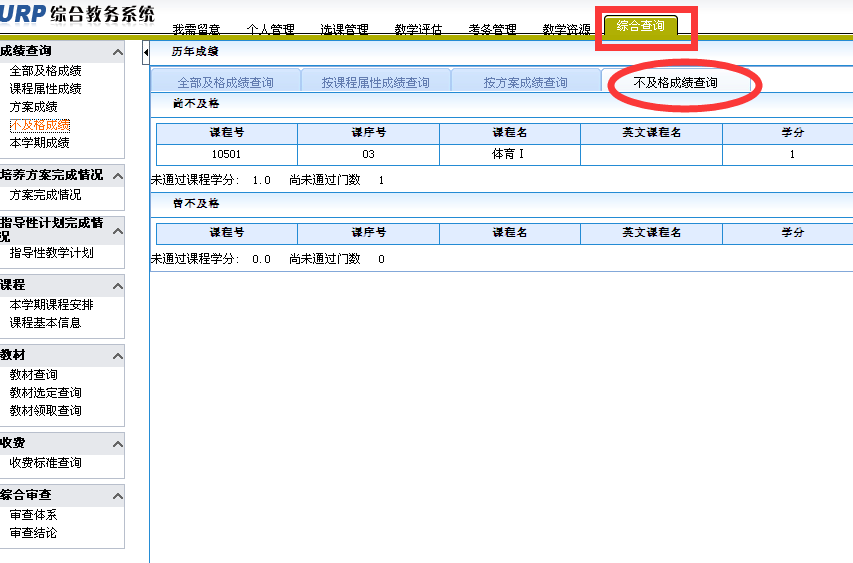 URP综合教务系统
我需留意 个人管理 选课管理 教学评估 考务管理 教学资源 综合查询
成绩查询
全部及格成绩
课程属性成绩
方案成绩
不及格成绩
本学期成绩
培养方案完成情况
方案完成情况
指导性计划完成情
况
指导性教学计划
课程
本学期课程安排
课程基本信息
教材
教材查询
教材选定查询
教材领取查询
收费
收费标准查询
综合审查
审查体系
审查结论
历年成绩
全部及格成绩查询 按课程属性成绩查询 按方案成绩查询 不及格成绩查询
尚不及格
课程号 课序号 课程名 英文课程名 学分
10501 03 体育Ⅰ 1
未通过课程学分: 1.0 尚未通过门数 1
曾不及格
课程号 课序号 课程名 英文课程名 学分
未通过课程学分: 0.0 尚未通过门数 0